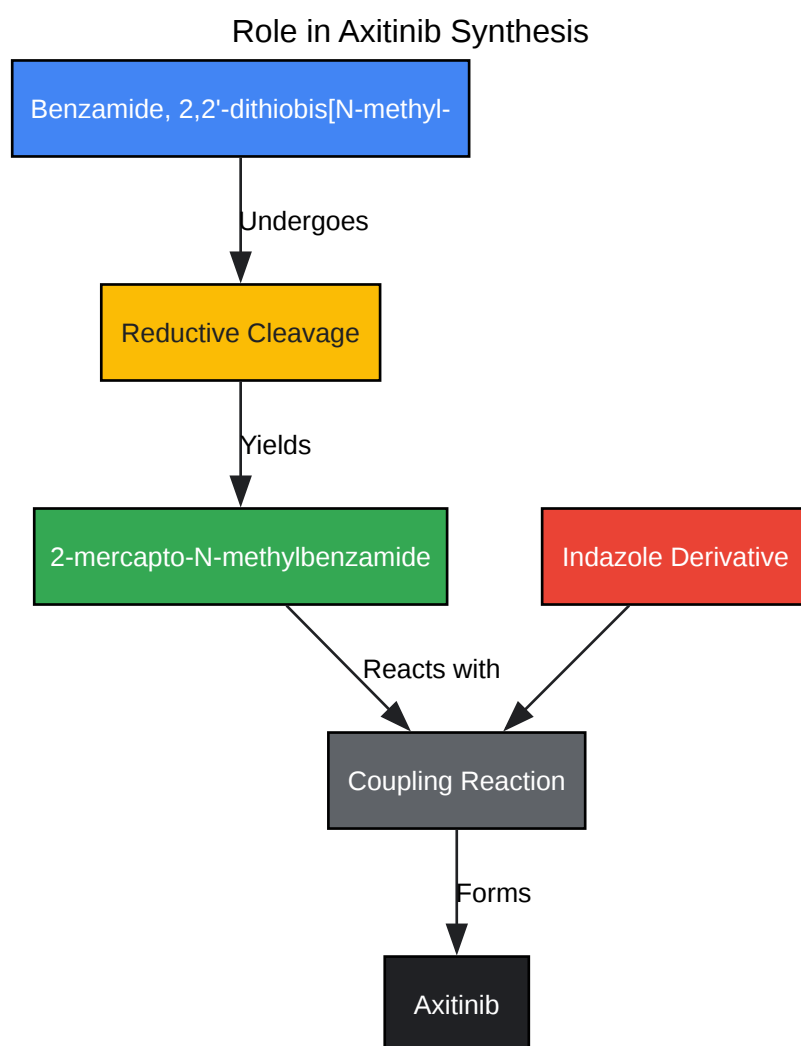 Role in Axitinib Synthesis
Benzamide, 2,2'-dithiobis[N-methyl-
Undergoes
Reductive Cleavage
Yields
2-mercapto-N-methylbenzamide
Indazole Derivative
Reacts with
Coupling Reaction
Forms
Axitinib